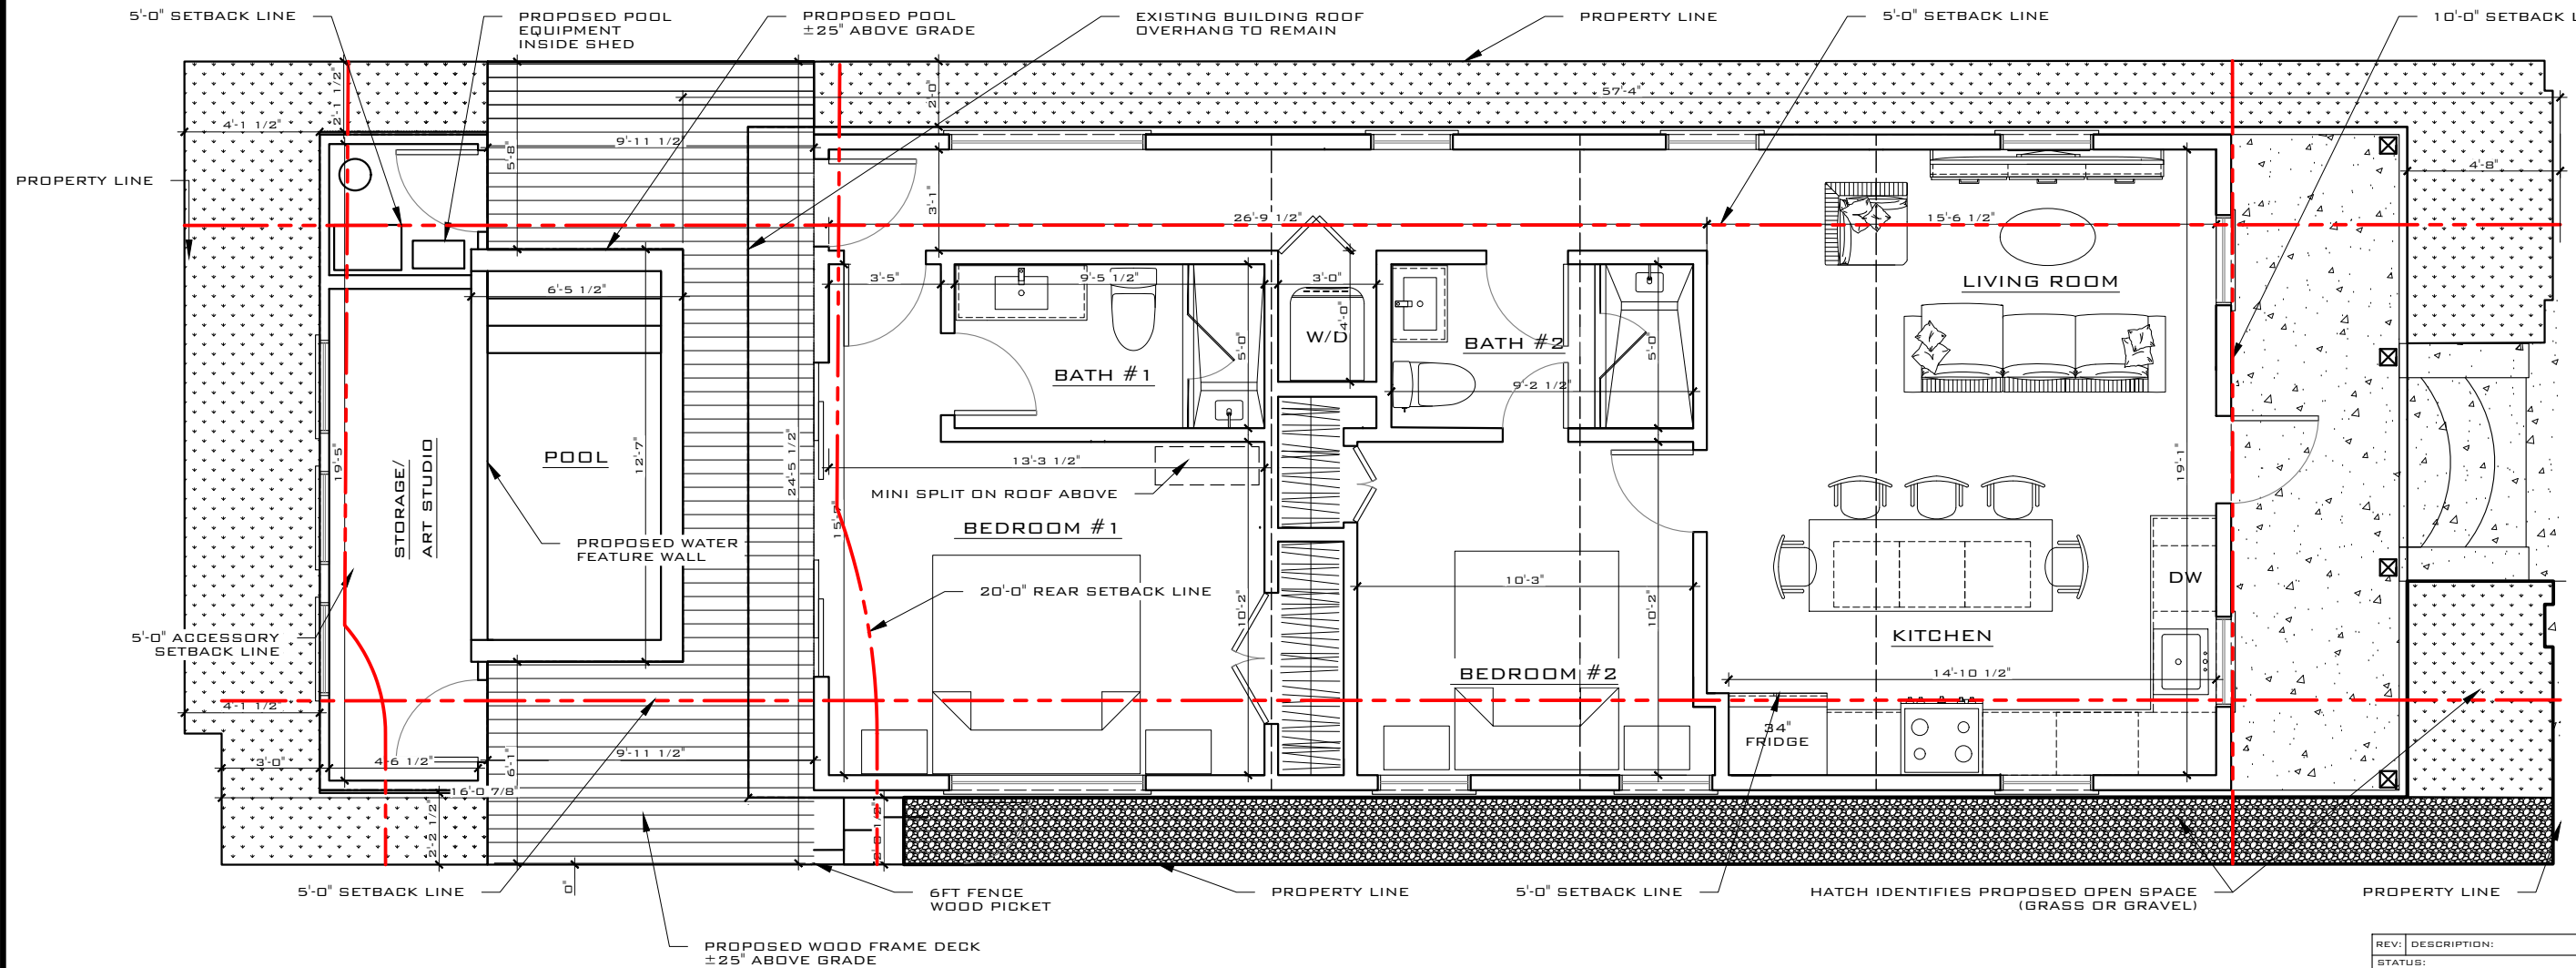 5'-0" SETBACK LINE
PROPOSED POOL
EQUIPMENT
INSIDE SHED
PROPOSED POOL
±25" ABOVE GRADE
EXISTING BUILDING ROOF
OVERHANG TO REMAIN
PROPERTY LINE
5'-0" SETBACK LINE
10'-0" SETBACK L
2'-1 1/2"
2'-0"
57'-4"
4'-1 1/2"
9'-11 1/2"
5'-8"
3'-1"
4'-8"
PROPERTY LINE
26'-9 1/2"
15'-6 1/2"
6'-5 1/2"
3'-5"
9'-5 1/2"
3'-0"
4'-0"
LIVING ROOM
W/D
5'-0"
BATH #2
5'-0"
BATH #1
9'-2 1/2"
19'-5"
STORAGE/
ART STUDIO
POOL
12'-7"
24'-5 1/2"
13'-3 1/2"
19'-1"
MINI SPLIT ON ROOF ABOVE
BEDROOM #1
PROPOSED WATER
FEATURE WALL
20'-0" REAR SETBACK LINE
10'-2"
10'-3"
10'-2"
DW
5'-0" ACCESSORY
SETBACK LINE
KITCHEN
BEDROOM #2
14'-10 1/2"
4'-1 1/2"
34"
FRIDGE
3'-0"
4'-6 1/2"
6'-1"
9'-11 1/2"
16'-0 7/8"
2'-2 1/2"
0"
5'-0" SETBACK LINE
6FT FENCE
WOOD PICKET
PROPERTY LINE
5'-0" SETBACK LINE
HATCH IDENTIFIES PROPOSED OPEN SPACE
(GRASS OR GRAVEL)
PROPERTY LINE
PROPOSED WOOD FRAME DECK
±25" ABOVE GRADE
REV: DESCRIPTION:
STATUS: